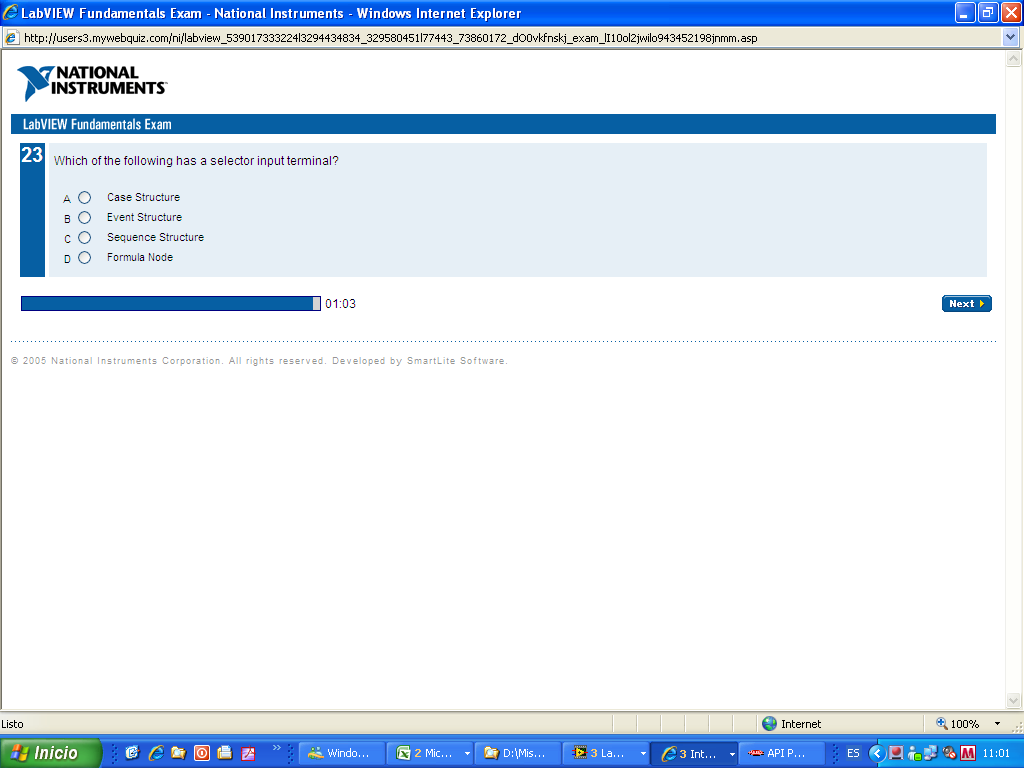 LabVIEW Fundamentals Exam - National Instruments - Windows Internet Explorer
http://users3.mywebquiz.com/ni/labview_539017333224l3294434834_329580451l77443_73860172_dO0vkfnskj_exam_lI10ol2jwilo943452198jnmm.asp
NATIONAL
INSTRUMENTS
LabVIEW Fundamentals Exam
23 Which of the following has a selector input terminal?
A Case Structure
B Event Structure
C Sequence Structure
D Formula Node
01:03
Next
© 2005 National Instruments Corporation. All rights reserved. Developed by SmartLite Software.
Listo Internet 100%
Inicio Windo... 2 Mic... D:\Mis... 3 La... 3 Int... API P... ES 11:01